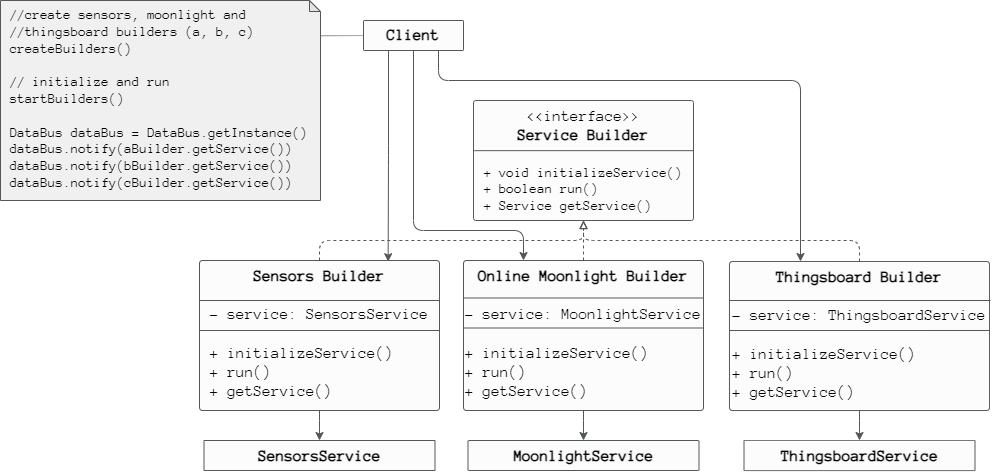 //create sensors, moonlight and
//thingsboard builders (a, b, c)
createBuilders()
// initialize and run
startBuilders()
DataBus dataBus = DataBus.getInstance()
dataBus.notify(aBuilder.getService())
dataBus.notify(bBuilder.getService())
dataBus.notify(cBuilder.getService())
Client
<<interface>>
Service Builder
+ void initializeService()
+ boolean run()
+ Service getService()
Sensors Builder
- service: SensorsService
+ initializeService()
+ run()
+ getService()
Online Moonlight Builder
- service: MoonlightService
+ initializeService()
+ run()
+ getService()
Thingsboard Builder
- service: ThingsboardService
+ initializeService()
+ run()
+ getService()
SensorsService
MoonlightService
ThingsboardService